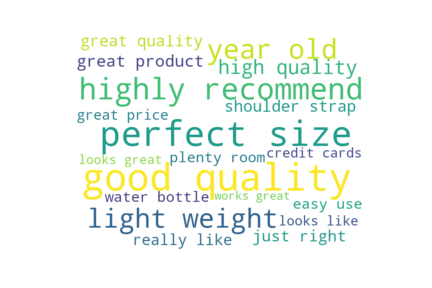 great quality
year old
great product
high quality
highly recommend
shoulder strap
great price
perfect size
looks great
plenty room
credit cards
good quality
water bottle
works great
easy use
light weight
looks like
really like
just right